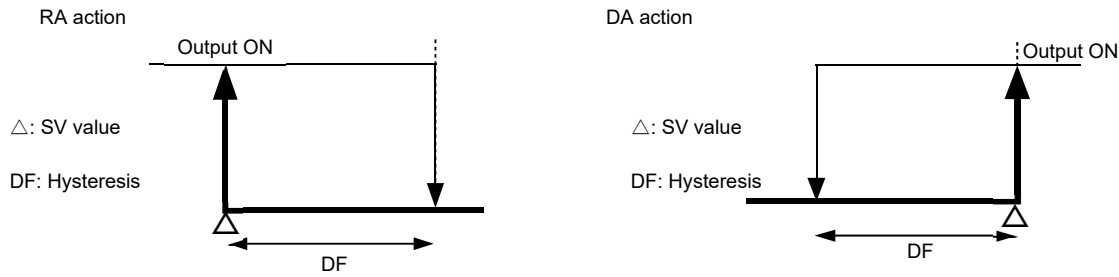 RA action
Output ON
△: SV value
DF: Hysteresis
DF
DA action
Output ON
△: SV value
DF: Hysteresis
DF